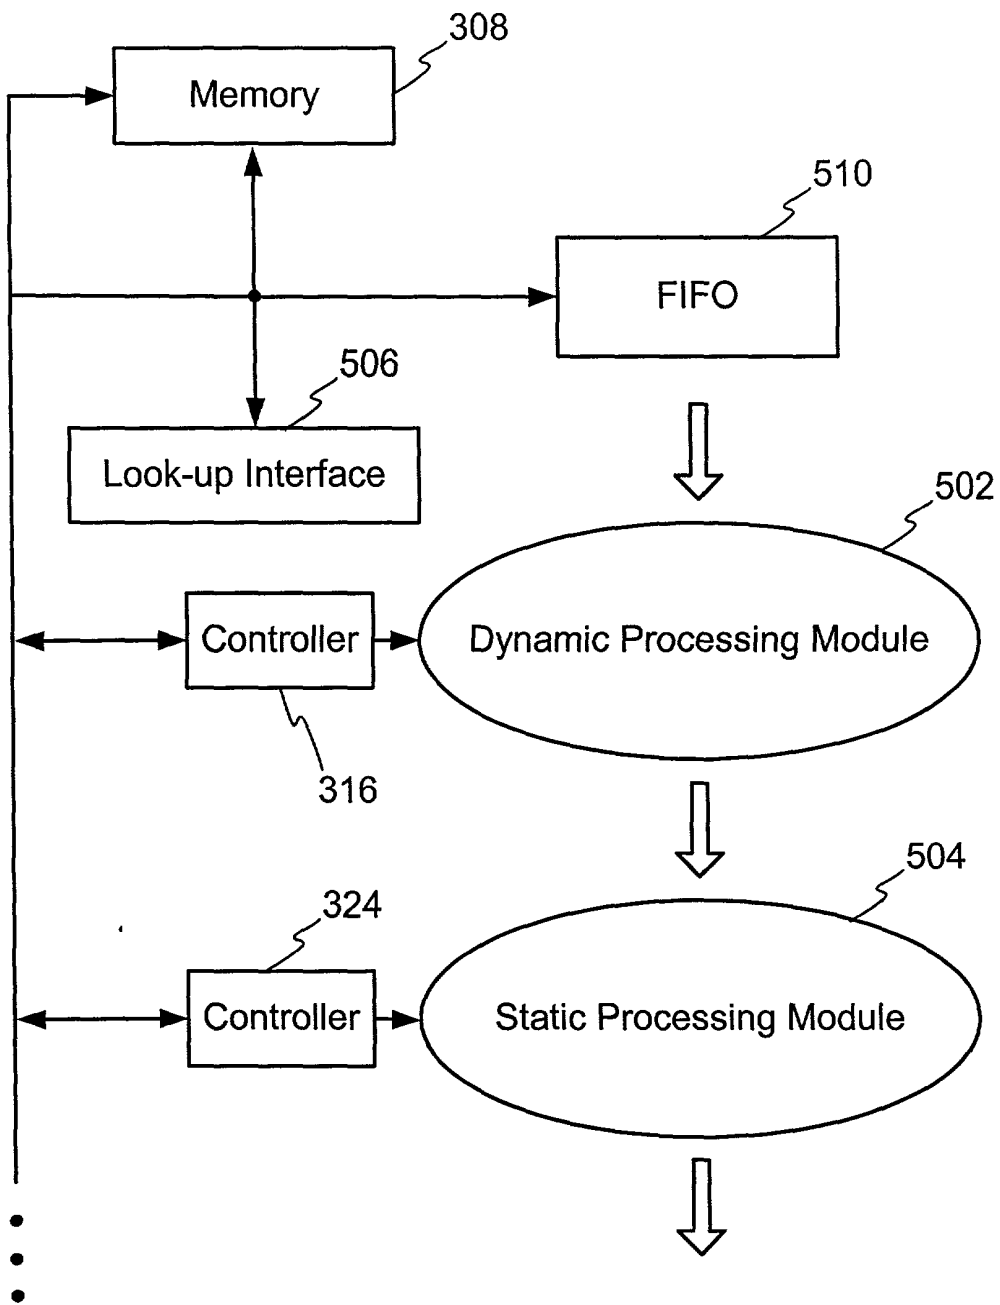 308
Memory
510
FIFO
506
Look-up Interface
502
Controller
Dynamic Processing Module
316
504
324
Controller
Static Processing Module